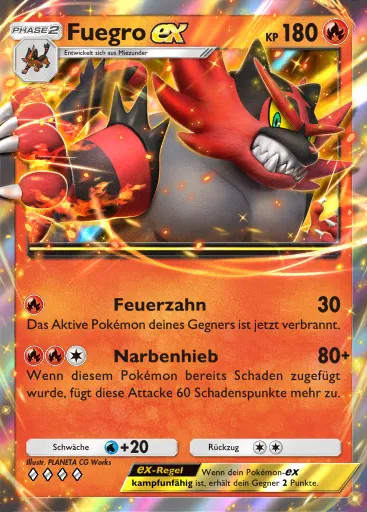 PHASE 2 Fuegro ex KP 180
Entwickelt sich aus Miezunder
Feuerzahn 30
Das Aktive Pokémon deines Gegners ist jetzt verbrannt.
Narbenhieb 80+
Wenn diesem Pokémon bereits Schaden zugefügt
wurde, fügt diese Attacke 60 Schadenspunkte mehr zu.
Schwäche +20 Rückzug
Illustr. PLANETA CG Works
ex-Regel Wenn dein Pokémon-ex
kampfunfähig ist, erhält dein Gegner 2 Punkte.